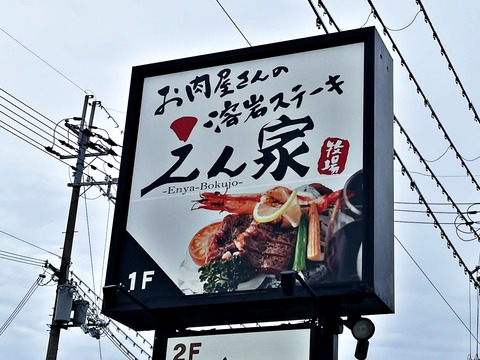 お肉屋さんの
溶岩ステーキ
えん家
牧場
-Enya-Bokujo-
1F
2F